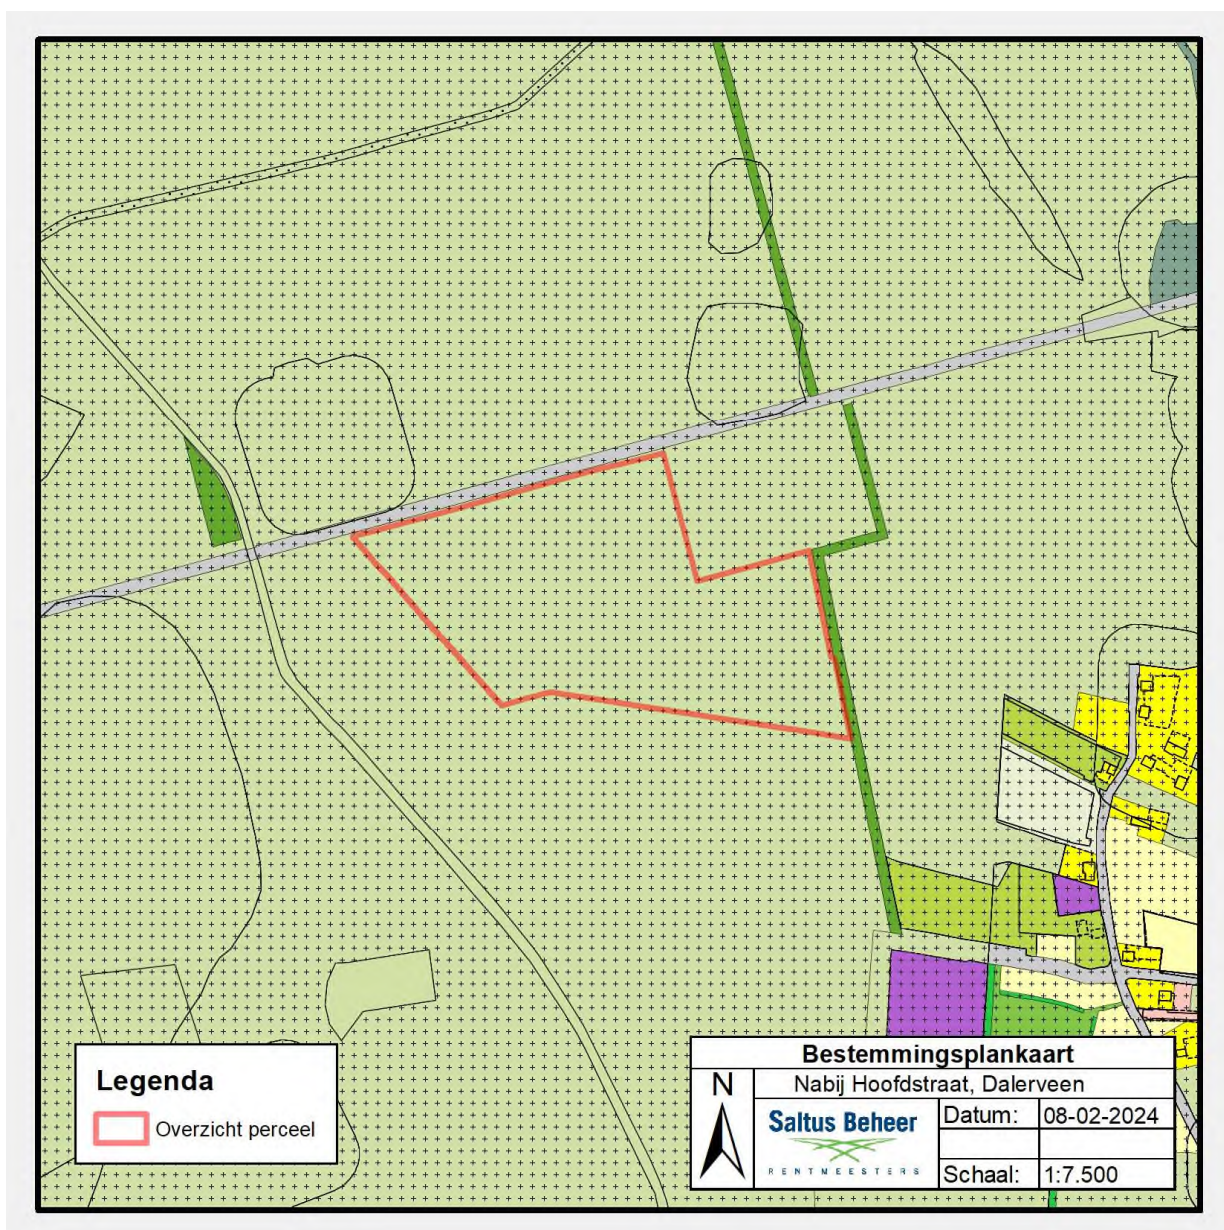 Legenda
Overzicht perceel
Bestemmingsplankaart
N
Nabij Hoofdstraat, Dalerveen
Saltus Beheer
RENTMEESTERS
Datum: 08-02-2024
Schaal: 1:7.500